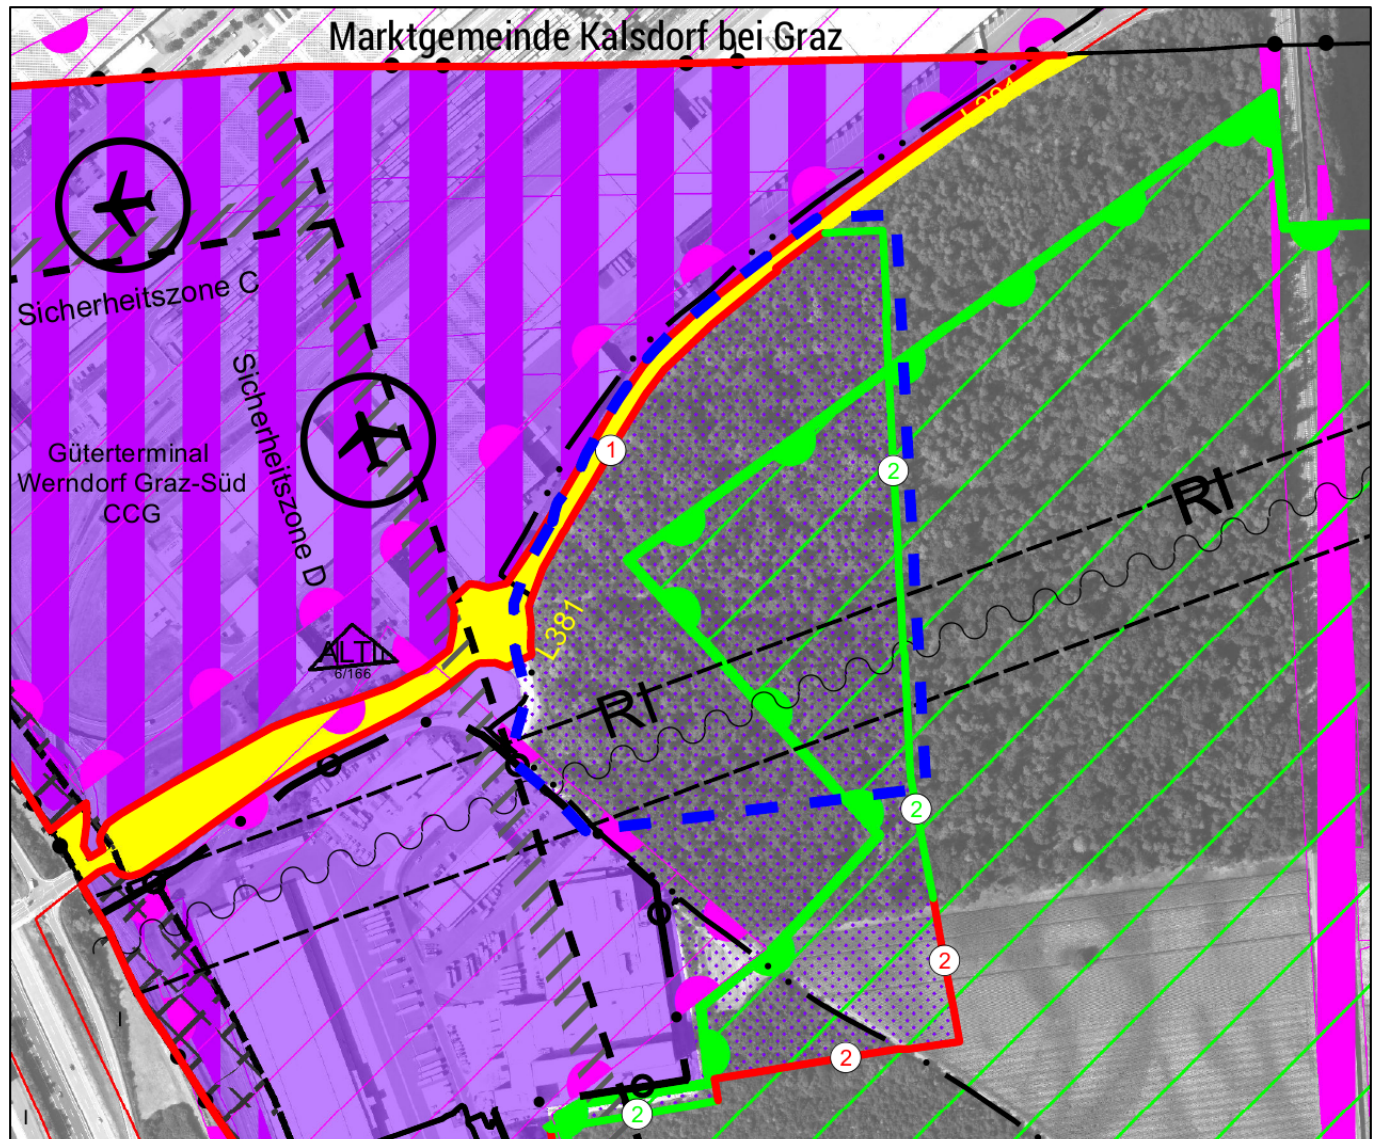 Marktgemeinde Kalsdorf bei Graz
L381
Sicherheitszone C
Sicherheitszone D
Güterterminal
Werndorf Graz-Süd
CCG
1
2
RI
L381
ALTL
6/166
RI
2
2
2
2
I
I